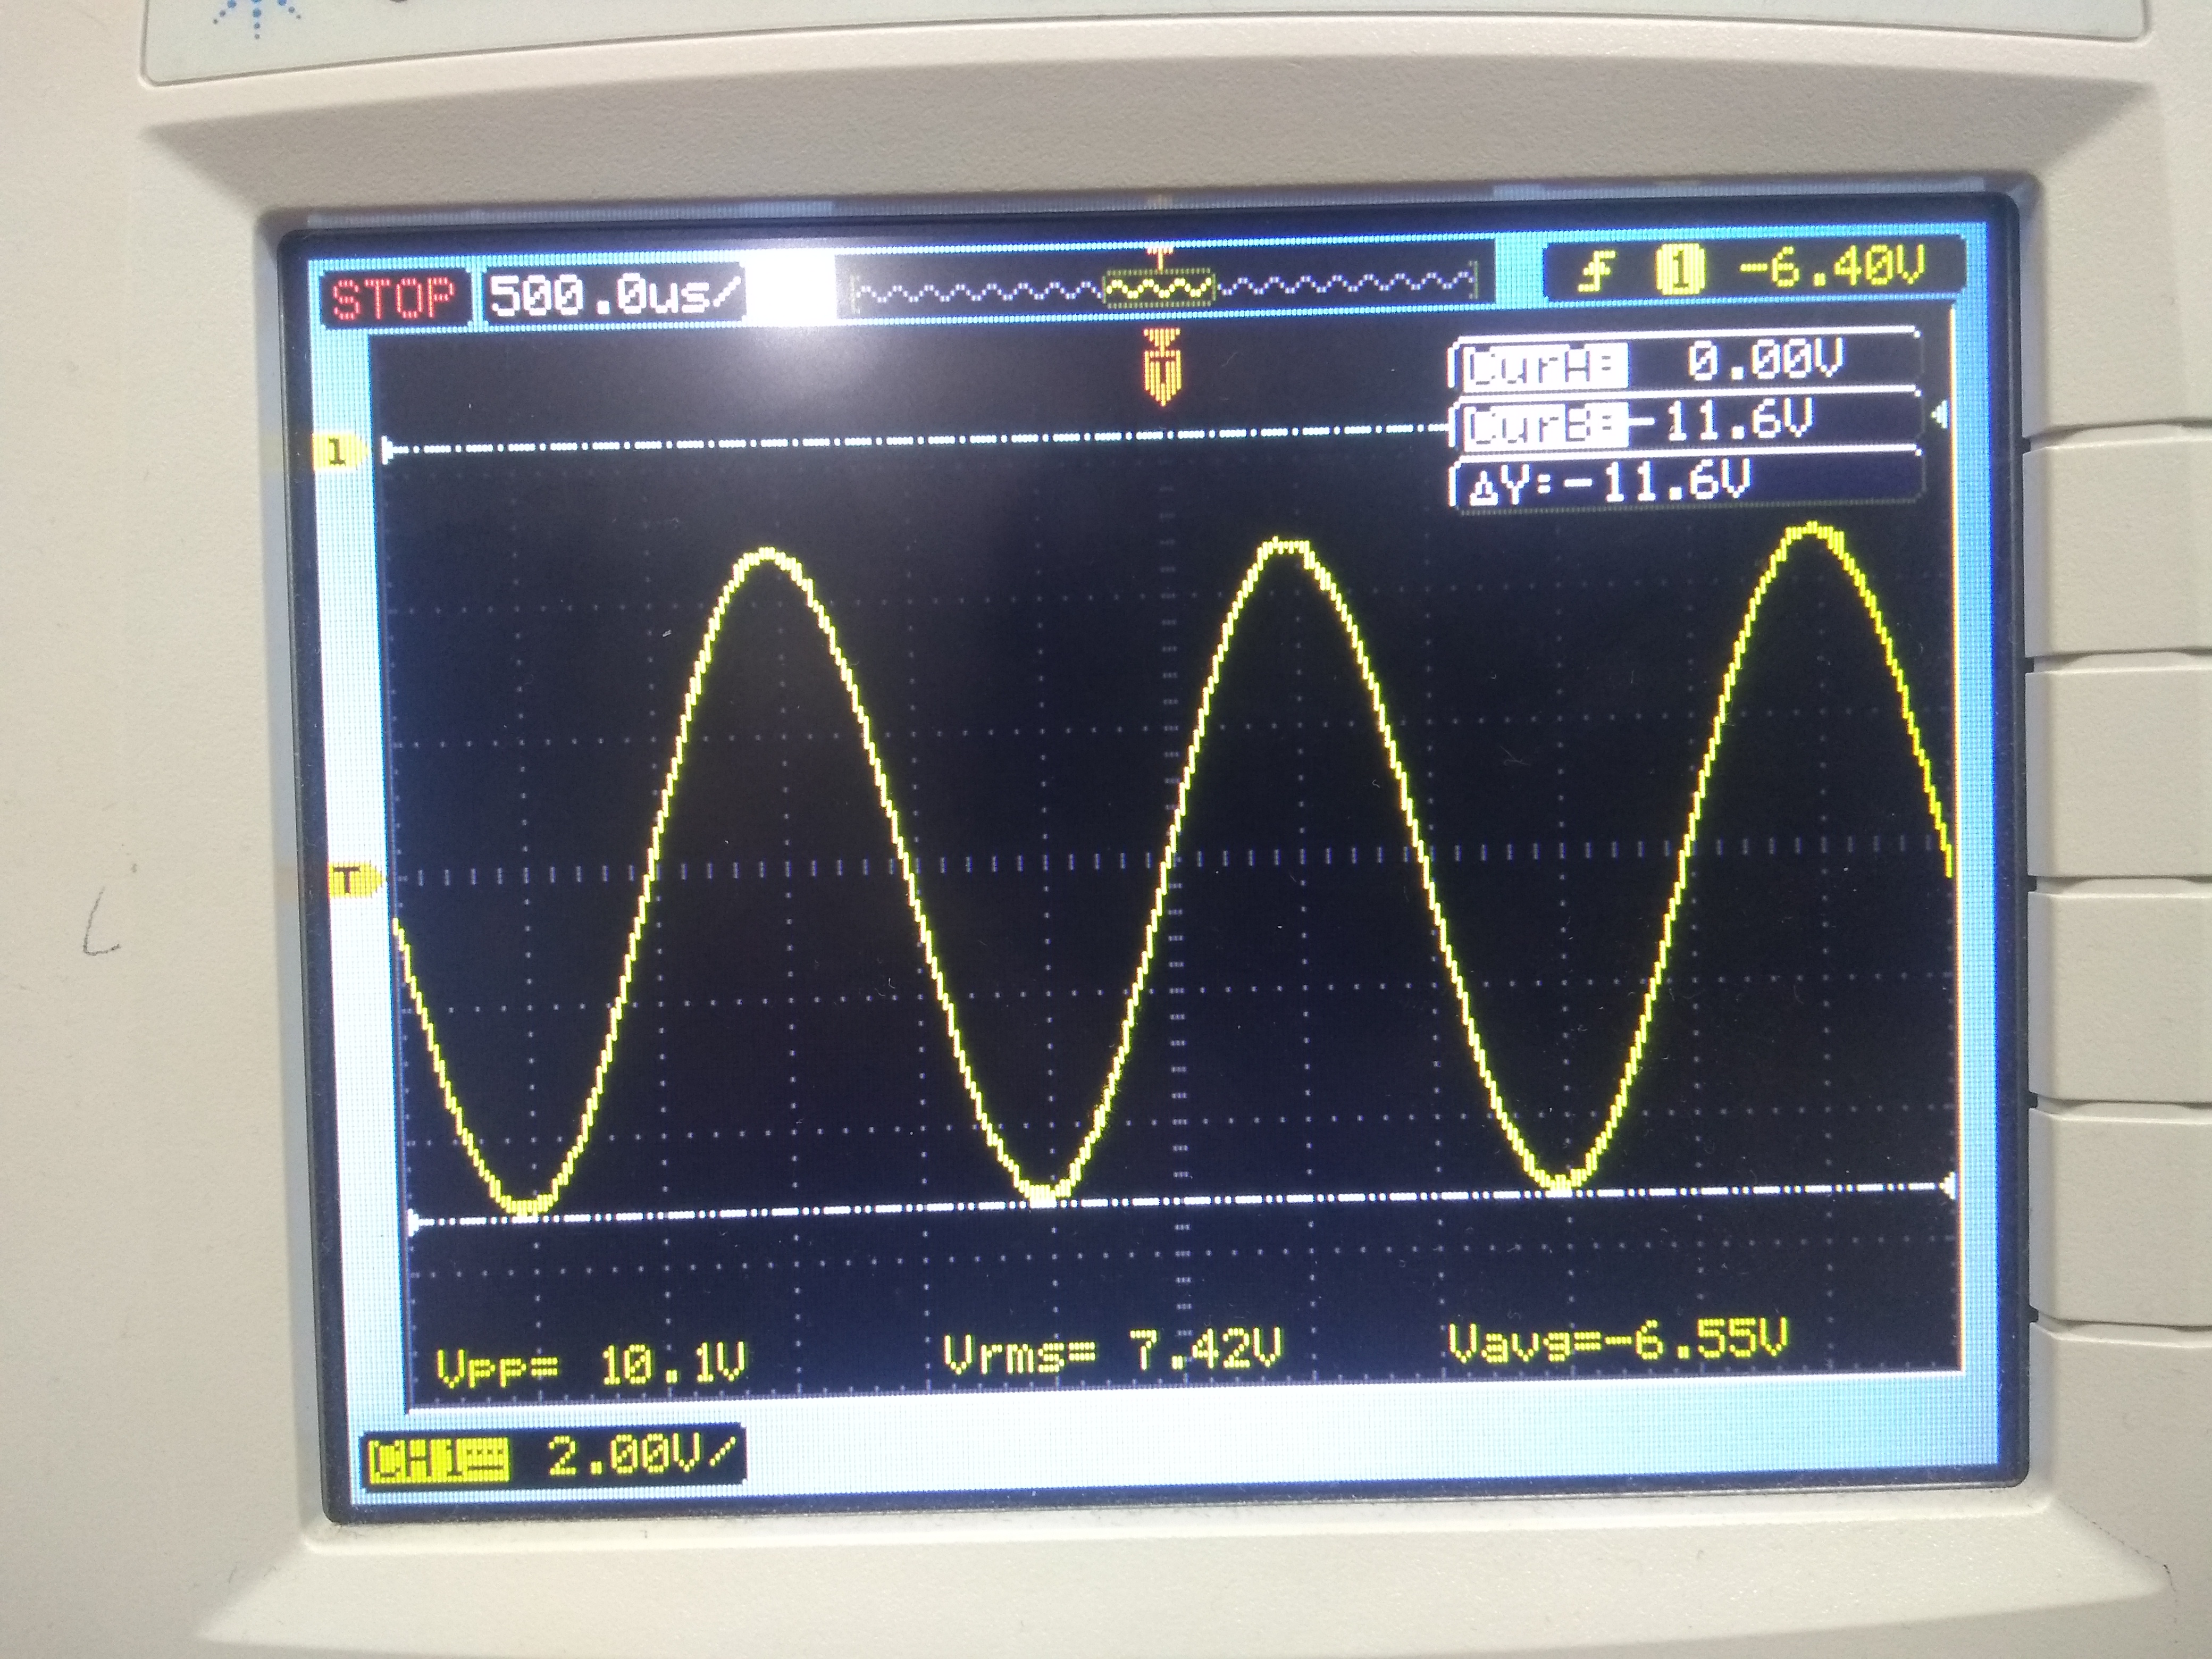 STOP 500.0us/ T 1 -6.40V
T
CurA: 0.00V
CurB:-11.6V
ΔY:-11.6V
1
T
Vpp= 10.1V Vrms= 7.42V Vavg=-6.55V
CH1 2.00V/